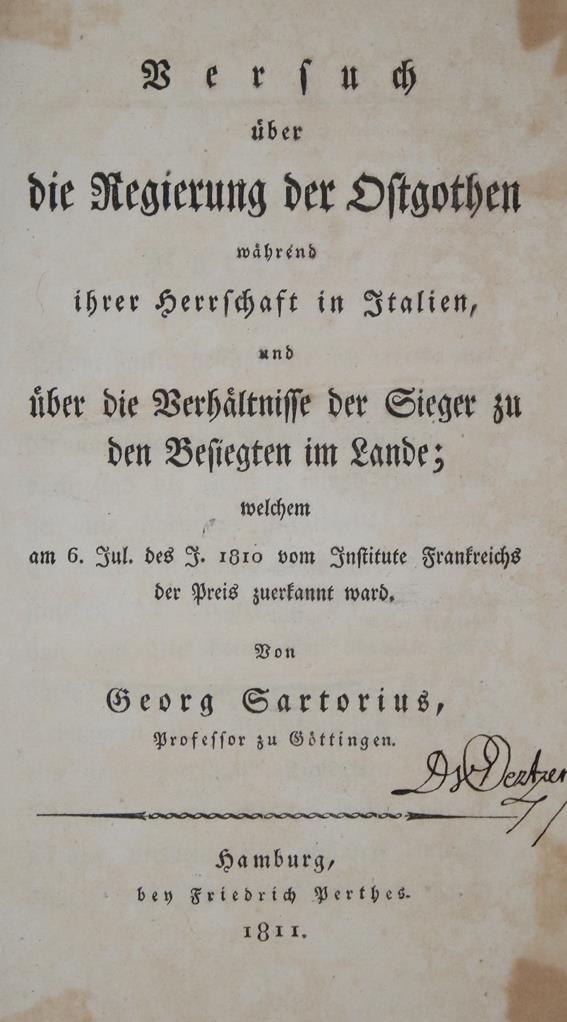 Versuch
über
die Regierung der Ostgothen
während
ihrer Herrschaft in Italien,
und
über die Verhältnisse der Sieger zu
den Besiegten im Lande;
welchem
am 6. Jul. des J. 1810 vom Institute Frankreichs
der Preis zuerkannt ward.
Von
Georg Sartorius,
Professor zu Göttingen.
Hamburg,
bey Friedrich Perthes.
1811.